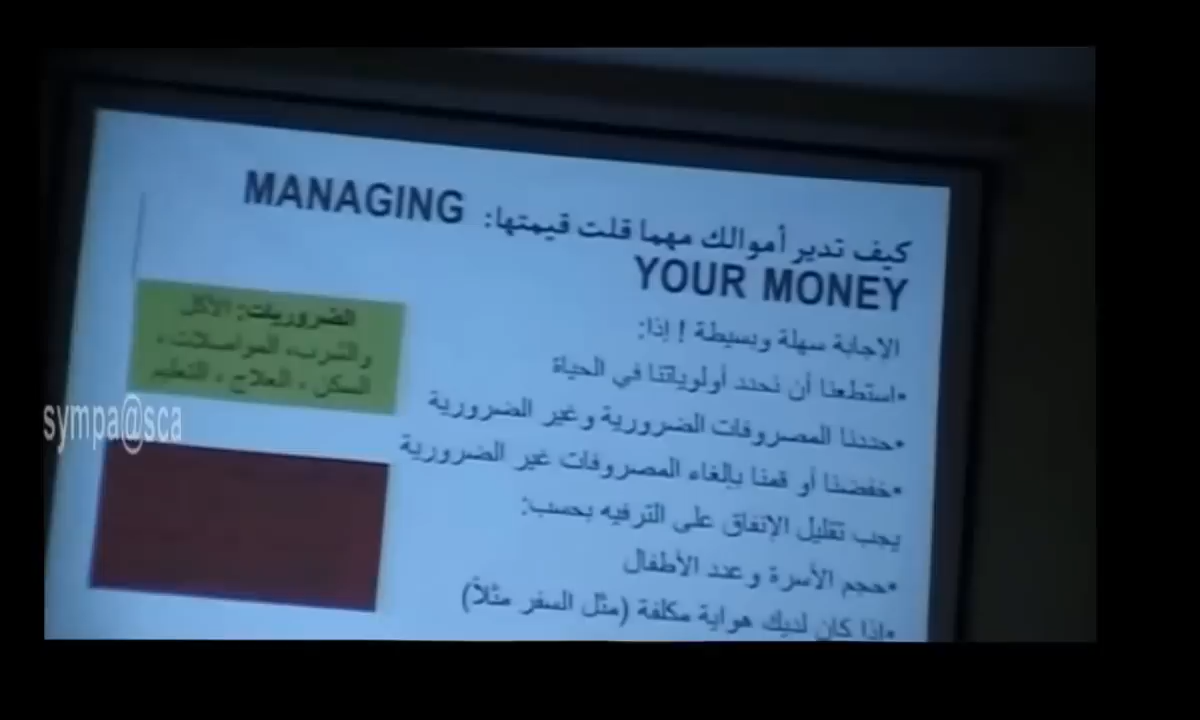 كيف تدير أموالك مهما قلت قيمتها: MANAGING
YOUR MONEY
الاجابة سهلة وبسيطة ! إذا:
•استطعنا أن نحدد أولوياتنا في الحياة
•حددنا المصروفات الضرورية وغير الضرورية
•خفضنا أو قمنا بإلغاء المصروفات غير الضرورية
يجب تقليل الإنفاق على الترفيه بحسب:
•حجم الأسرة وعدد الأطفال
•إذا كان لديك هواية مكلفة (مثل السفر مثلاً)
الضروريات: الأكل
والشرب، المواصلات ،
السكن ، العلاج ، التعليم
sympa@sca